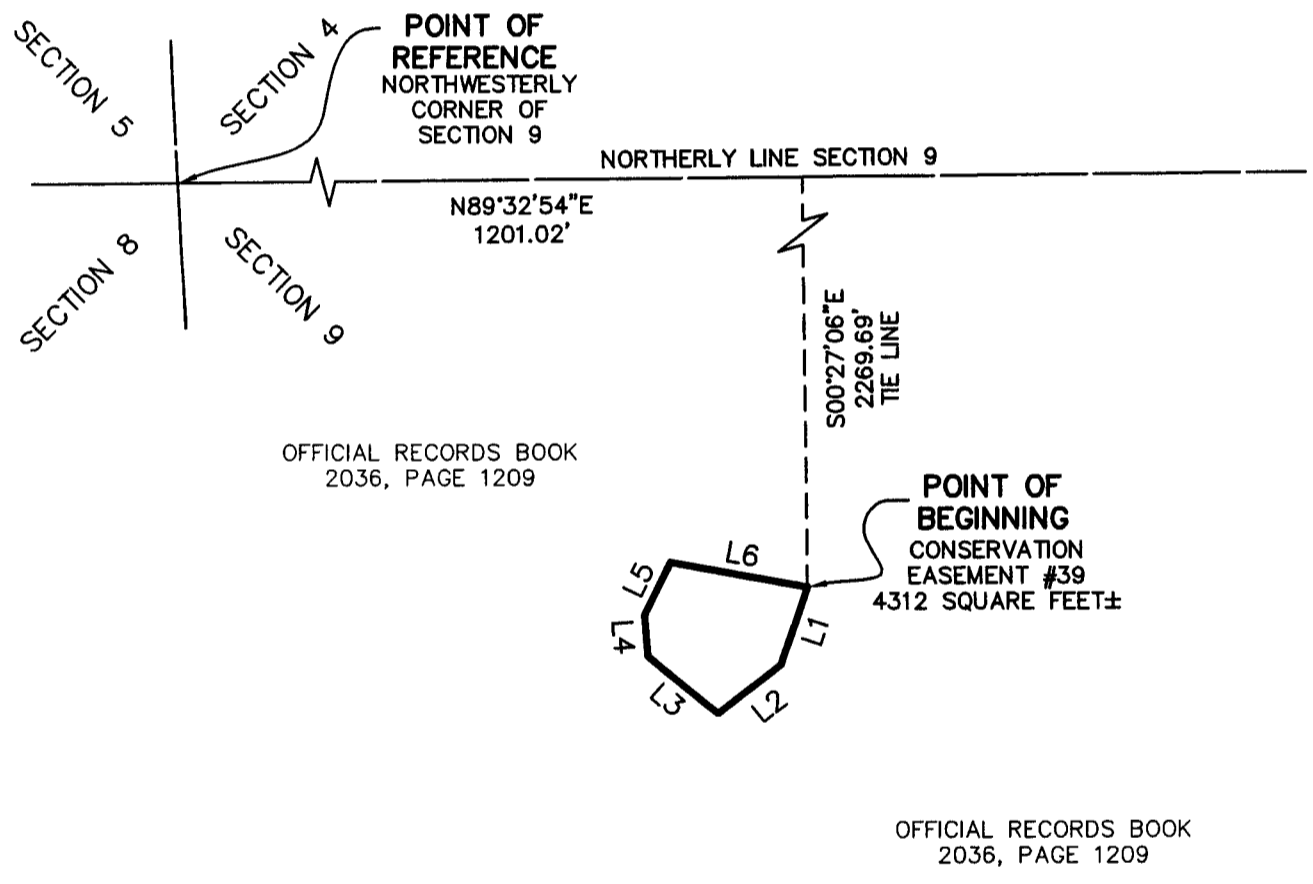 SECTION 5
SECTION 4
POINT OF
REFERENCE
NORTHWESTERLY
CORNER OF
SECTION 9
NORTHERLY LINE SECTION 9
N89°32'54"E
1201.02'
SECTION 8
SECTION 9
S00°27'06"E
2269.69'
TIE LINE
OFFICIAL RECORDS BOOK
2036, PAGE 1209
POINT OF
BEGINNING
CONSERVATION
EASEMENT #39
4312 SQUARE FEET±
L6
L5
L4
L1
L3
L2
OFFICIAL RECORDS BOOK
2036, PAGE 1209